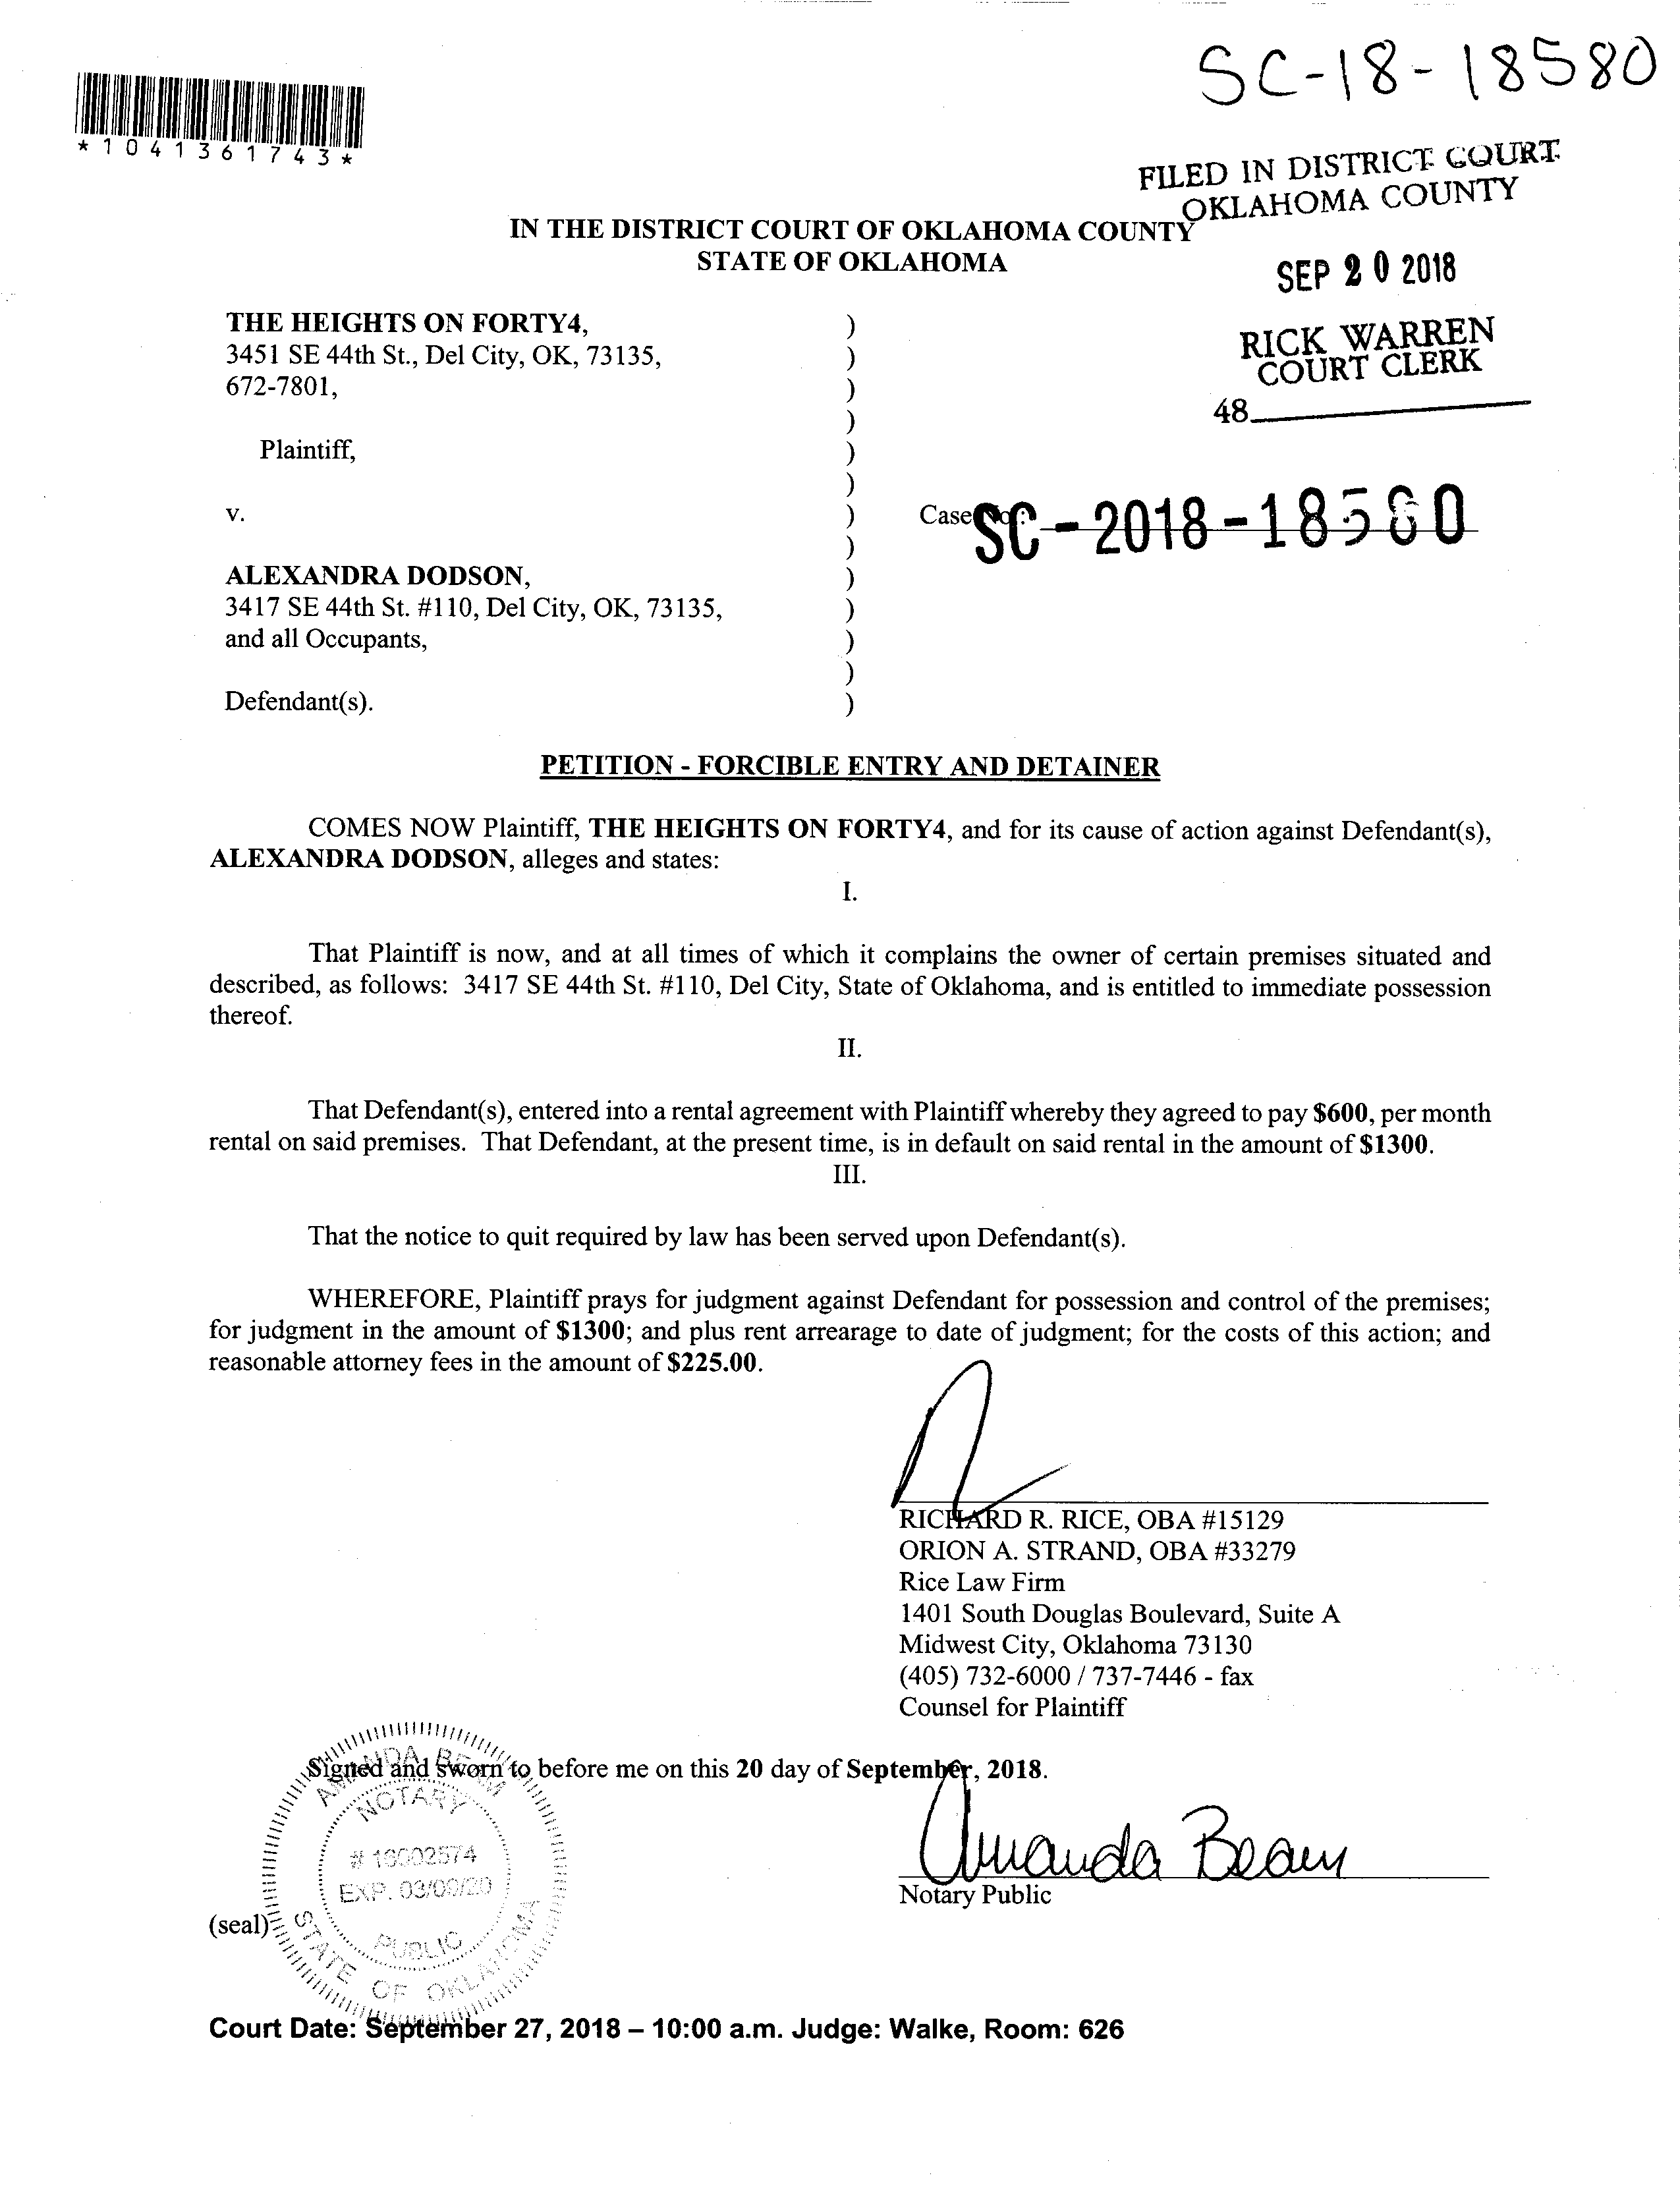 SC-18-18580
*1041361743*
FILED IN DISTRICT COURT
OKLAHOMA COUNTY
IN THE DISTRICT COURT OF OKLAHOMA COUNTY
STATE OF OKLAHOMA
SEP 20 2018
RICK WARREN
COURT CLERK
48
THE HEIGHTS ON FORTY4, )
3451 SE 44th St., Del City, OK, 73135, )
672-7801, )
)
Plaintiff, )
)
v. ) Case No.: SC-2018-18580
)
ALEXANDRA DODSON, )
3417 SE 44th St. #110, Del City, OK, 73135, )
and all Occupants, )
)
Defendant(s). )
PETITION - FORCIBLE ENTRY AND DETAINER
COMES NOW Plaintiff, THE HEIGHTS ON FORTY4, and for its cause of action against Defendant(s),
ALEXANDRA DODSON, alleges and states:
I.
That Plaintiff is now, and at all times of which it complains the owner of certain premises situated and
described, as follows: 3417 SE 44th St. #110, Del City, State of Oklahoma, and is entitled to immediate possession
thereof.
II.
That Defendant(s), entered into a rental agreement with Plaintiff whereby they agreed to pay $600, per month
rental on said premises. That Defendant, at the present time, is in default on said rental in the amount of $1300.
III.
That the notice to quit required by law has been served upon Defendant(s).
WHEREFORE, Plaintiff prays for judgment against Defendant for possession and control of the premises;
for judgment in the amount of $1300; and plus rent arrearage to date of judgment; for the costs of this action; and
reasonable attorney fees in the amount of $225.00.
RICHARD R. RICE, OBA #15129
ORION A. STRAND, OBA #33279
Rice Law Firm
1401 South Douglas Boulevard, Suite A
Midwest City, Oklahoma 73130
(405) 732-6000 / 737-7446 - fax
Counsel for Plaintiff
Signed and sworn to before me on this 20 day of September, 2018.
Amanda Beam
Notary Public
(seal)
AMANDA BEAM
NOTARY
# 16002574
EXP. 03/09/20
PUBLIC
STATE OF OKLAHOMA
Court Date: September 27, 2018 – 10:00 a.m. Judge: Walke, Room: 626